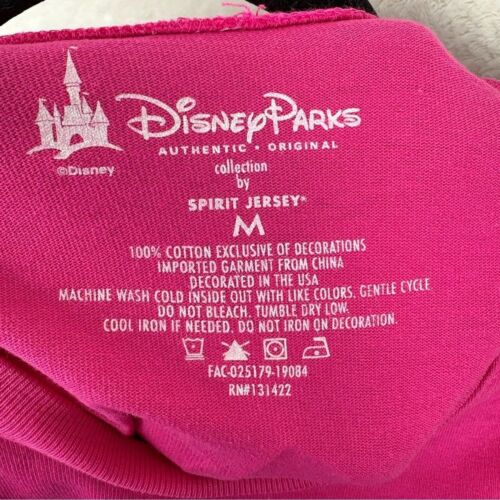 Disney Parks
AUTHENTIC • ORIGINAL
©Disney
collection
by
SPIRIT JERSEY®
M
100% COTTON EXCLUSIVE OF DECORATIONS
IMPORTED GARMENT FROM CHINA
DECORATED IN THE USA
MACHINE WASH COLD INSIDE OUT WITH LIKE COLORS. GENTLE CYCLE
DO NOT BLEACH. TUMBLE DRY LOW.
COOL IRON IF NEEDED. DO NOT IRON ON DECORATION.
FAC-025179-19084
RN#131422